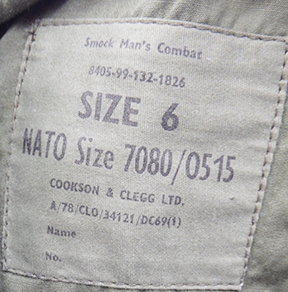 Smock Man's Combat
8405-99-132-1826
SIZE 6
NATO Size 7080/0515
COOKSON & CLEGG LTD.
A/78/CLO/34121/DC69(1)
Name
No.